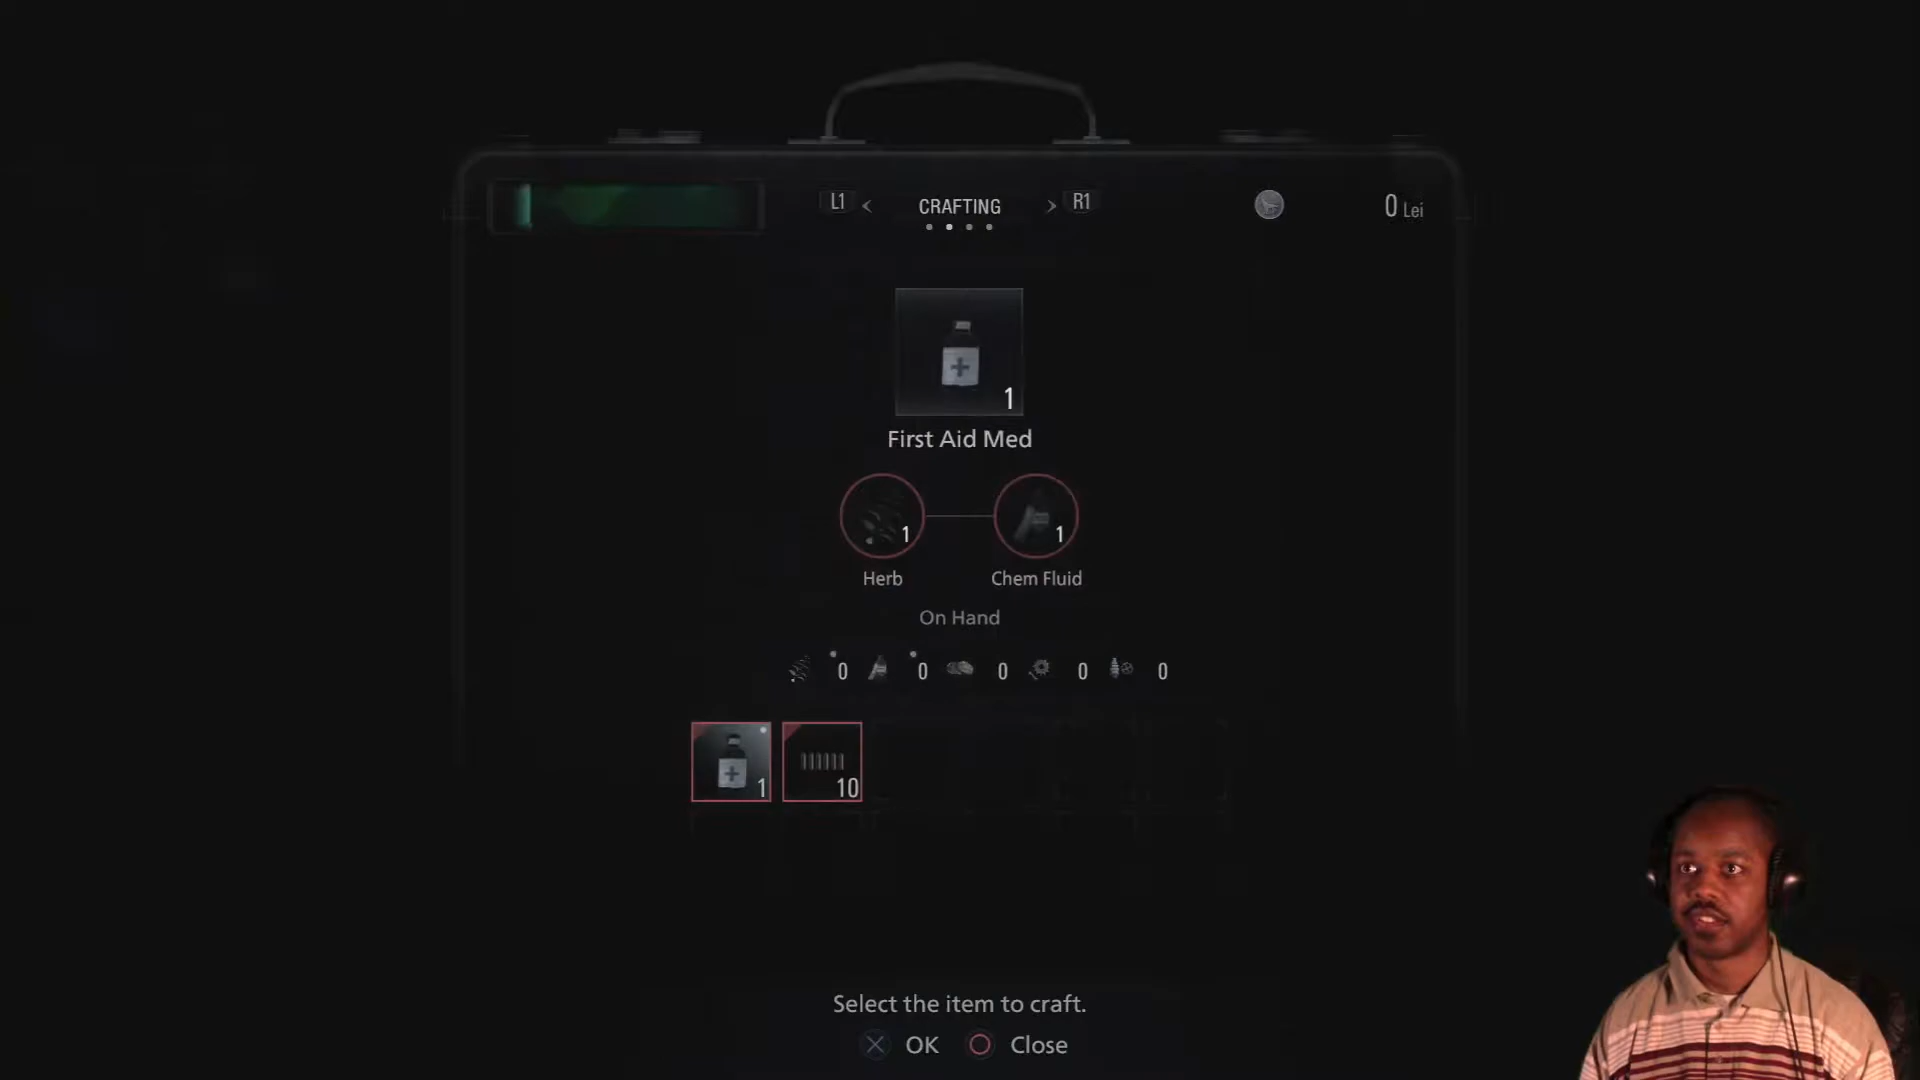 L1 < CRAFTING > R1
0 Lei
1
First Aid Med
1 1
Herb Chem Fluid
On Hand
0 0 0 0 0
1 10
Select the item to craft.
OK Close